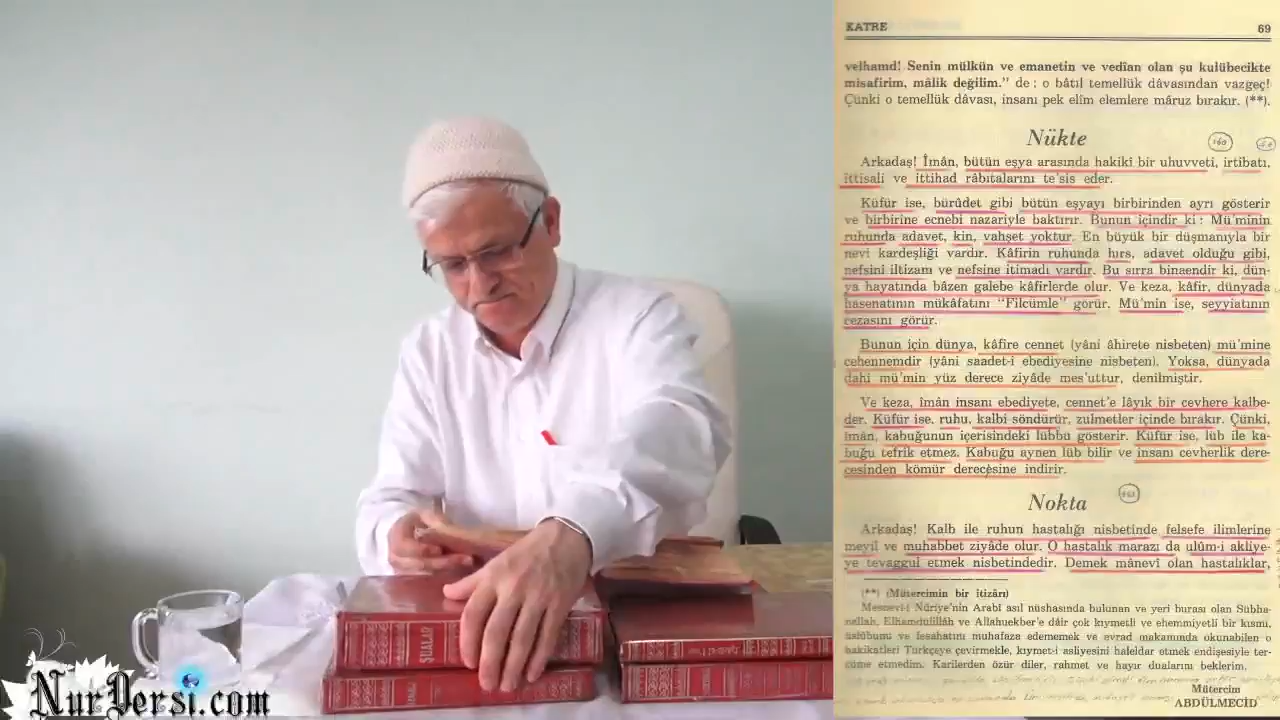 KATRE 69
velhamd! Senin mülkün ve emanetin ve vedîan olan şu kulübecikte
misafirim, mâlik değilim." de ; o bâtıl temellük dâvasından vazgeç!
Çünki o temellük dâvası, insanı pek elîm elemlere mâruz bırakır. (**).
Nükte
Arkadaş! Îmân, bütün eşya arasında hakikî bir uhuvveti, irtibatı,
ittisali ve ittihad râbıtalarını te'sis eder.
Küfür ise, bürûdet gibi bütün eşyayı birbirinden ayrı gösterir
ve birbirine ecnebi nazariyle baktırır. Bunun içindir ki : Mü'minin
ruhunda adavet, kin, vahşet yoktur. En büyük bir düşmanıyla bir
nevi kardeşliği vardır. Kâfirin ruhunda hırs, adavet olduğu gibi,
nefsini iltizam ve nefsine itimadı vardır. Bu sırra binaendir ki, dün-
ya hayatında bâzen galebe kâfirlerde olur. Ve keza, kâfir, dünyada
hasenatının mükâfatını "Filcümle" görür. Mü'min ise, seyyiatının
cezasını görür.
Bunun için dünya, kâfire cennet (yâni âhirete nisbeten) mü'mine
cehennemdir (yâni saadet-i ebediyesine nisbeten). Yoksa, dünyada
dahi mü'min yüz derece ziyâde mes'uttur, denilmiştir.
Ve keza, îmân insanı ebediyete, cennet'e lâyık bir cevhere kalbe-
der. Küfür ise, ruhu, kalbi söndürür, zulmetler içinde bırakır. Çünki,
îmân, kabuğunun içerisindeki lübbü gösterir. Küfür ise, lüb ile ka-
buğu tefrik etmez. Kabuğu aynen lüb bilir ve insanı cevherlik dere-
cesinden kömür derecesine indirir.
Nokta
Arkadaş! Kalb ile ruhun hastalığı nisbetinde felsefe ilimlerine
meyil ve muhabbet ziyâde olur. O hastalık marazı da ulûm-i akliye-
ye tevaggul etmek nisbetindedir. Demek mânevî olan hastalıklar,
(**) (Mütercimin bir itizârı)
Mesnevî-i Nûriye'nin Arabî asıl nüshasında bulunan ve yeri burası olan Sübha-
nallah, Elhamdülillâh ve Allahuekber'e dâir çok kıymetli ve ehemmiyetli bir kısmı,
üslûbunu ve fesahatını muhafaza edememek ve evrad makamında okunabilen o
hakikatleri Türkçeye çevirmekle, kıymet-i asliyesini haleldar etmek endişesiyle ter-
cüme etmedim. Karilerden özür diler, rahmet ve hayır dualarını beklerim.
Mütercim
ABDÜLMECİD
ŞUALAR
NurDersi.com